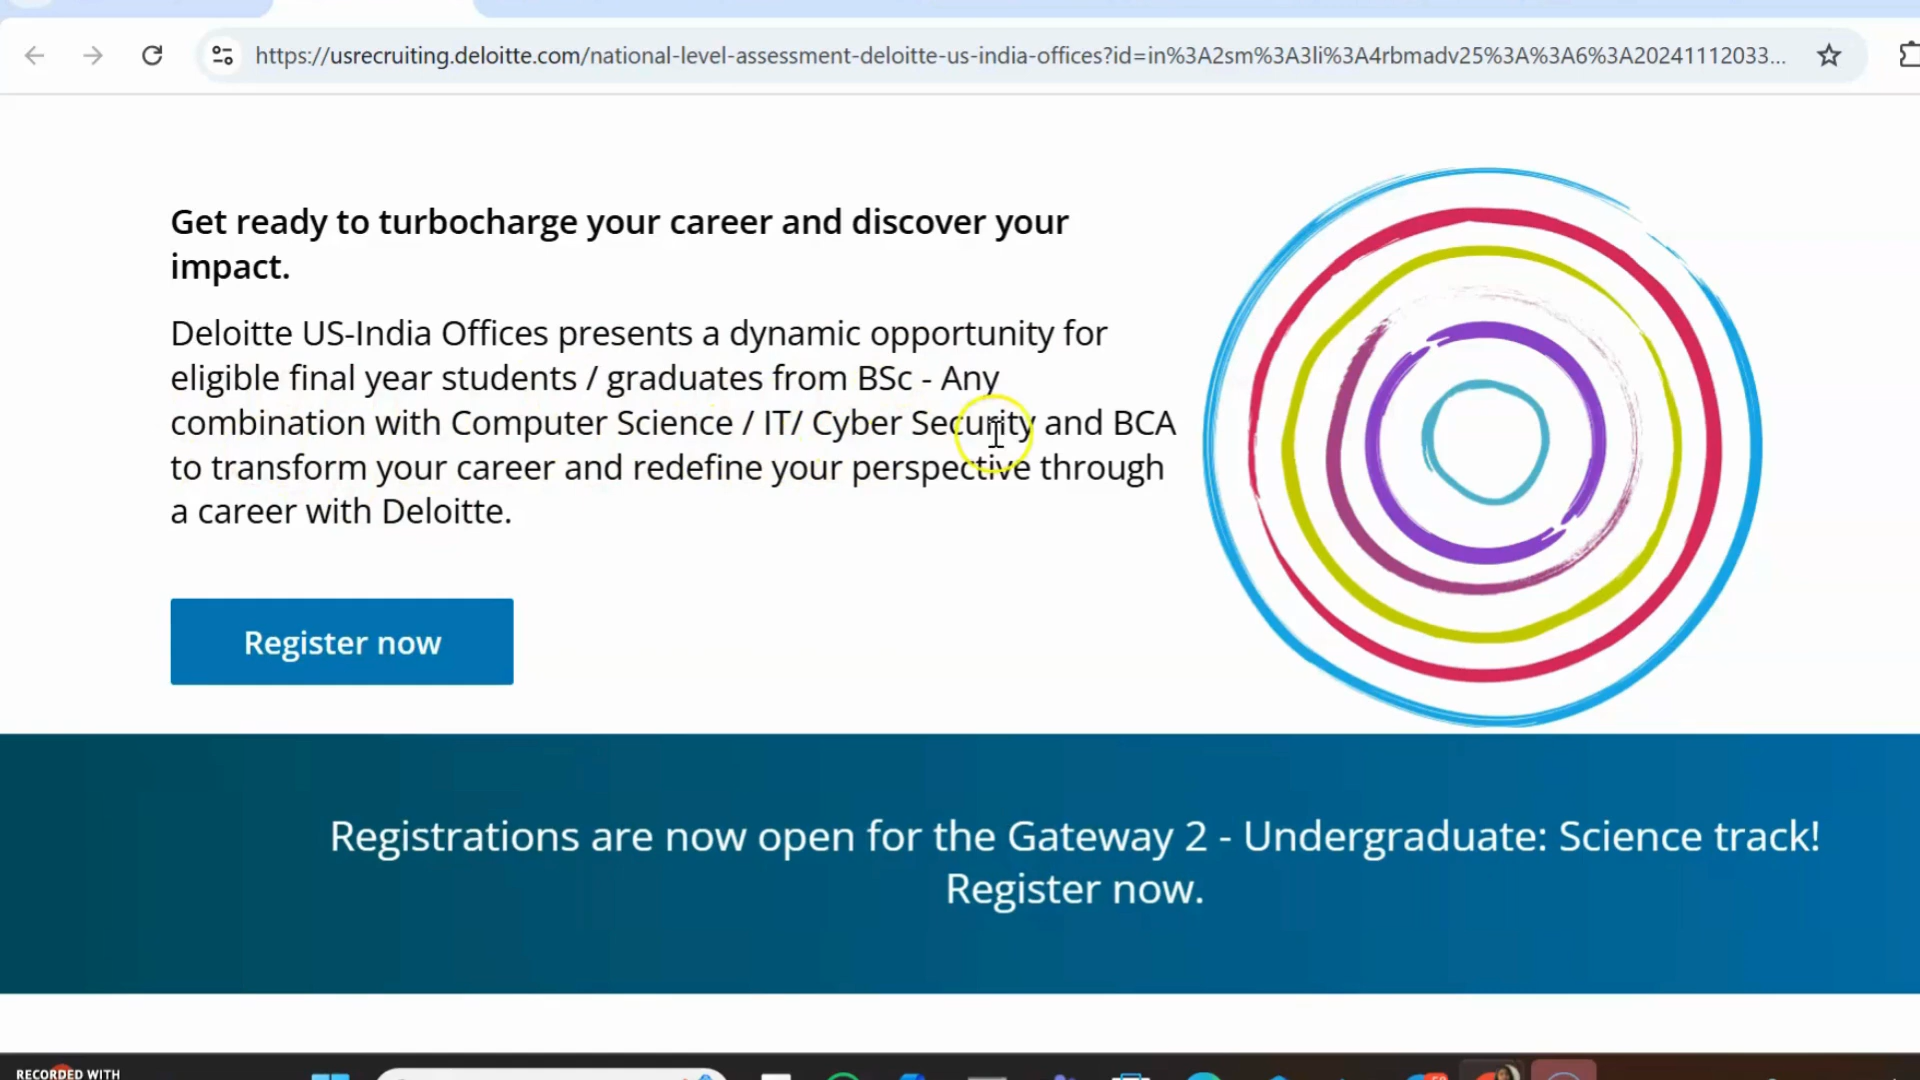 https://usrecruiting.deloitte.com/national-level-assessment-deloitte-us-india-offices?id=in%3A2sm%3A3li%3A4rbmadv25%3A%3A6%3A20241112033...
Get ready to turbocharge your career and discover your
impact.
Deloitte US-India Offices presents a dynamic opportunity for
eligible final year students / graduates from BSc - Any
combination with Computer Science / IT/ Cyber Security and BCA
to transform your career and redefine your perspective through
a career with Deloitte.
Register now
Registrations are now open for the Gateway 2 - Undergraduate: Science track!
Register now.
RECORDED WITH